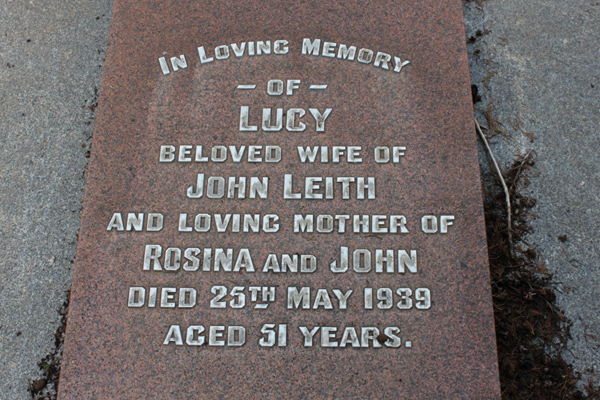 In Loving Memory
– OF –
LUCY
BELOVED WIFE OF
JOHN LEITH
AND LOVING MOTHER OF
ROSINA AND JOHN
DIED 25TH MAY 1939
AGED 51 YEARS.